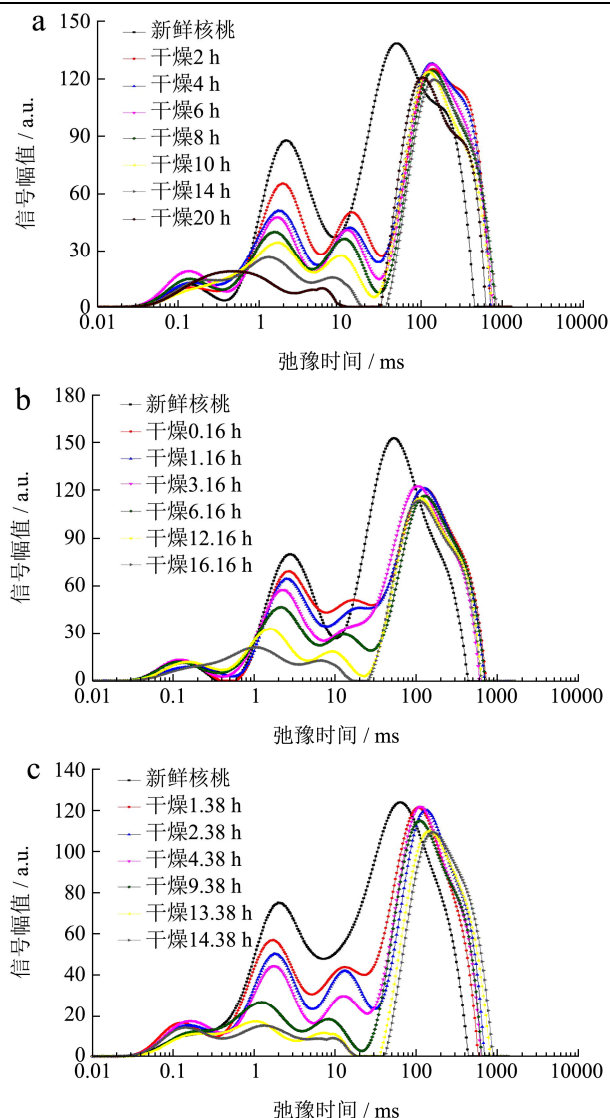 a
150
120
90
60
30
0
信号幅值 / a.u.
新鲜核桃
干燥2 h
干燥4 h
干燥6 h
干燥8 h
干燥10 h
干燥14 h
干燥20 h
0.01 0.1 1 10 100 1000 10000
弛豫时间 / ms
b
180
150
120
90
60
30
0
信号幅值 / a.u.
新鲜核桃
干燥0.16 h
干燥1.16 h
干燥3.16 h
干燥6.16 h
干燥12.16 h
干燥16.16 h
0.01 0.1 1 10 100 1000 10000
弛豫时间 / ms
c
140
120
100
80
60
40
20
0
信号幅值 / a.u.
新鲜核桃
干燥1.38 h
干燥2.38 h
干燥4.38 h
干燥9.38 h
干燥13.38 h
干燥14.38 h
0.01 0.1 1 10 100 1000 10000
弛豫时间 / ms